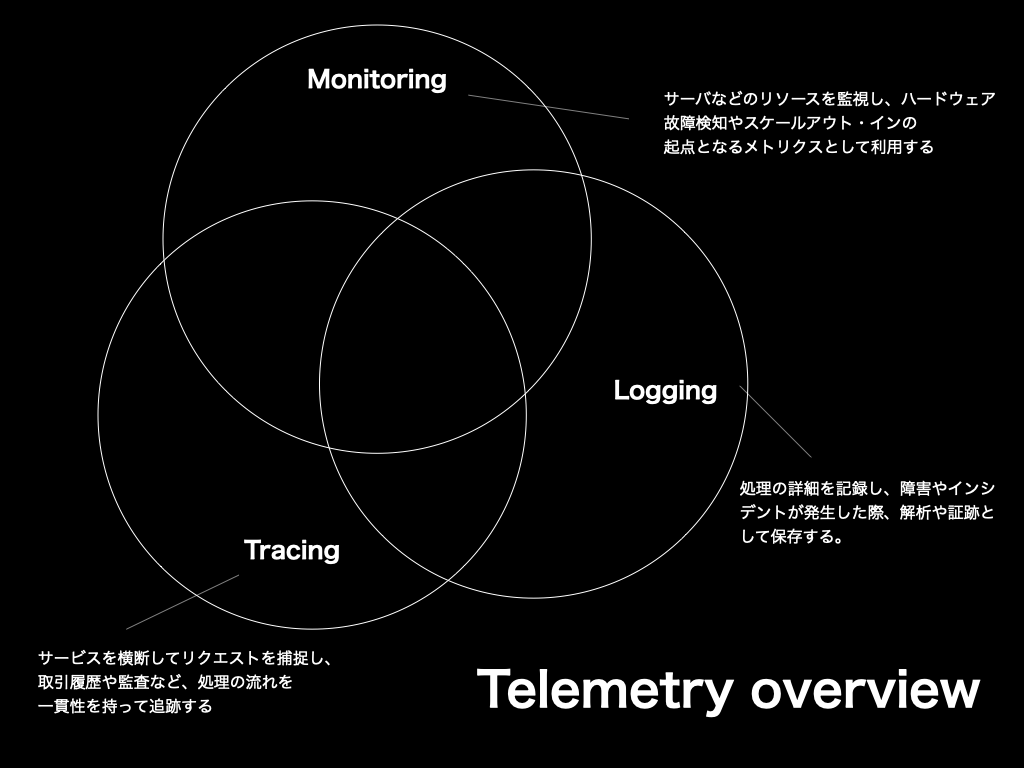 Monitoring
サーバなどのリソースを監視し、ハードウェア
故障検知やスケールアウト・インの
起点となるメトリクスとして利用する
Logging
処理の詳細を記録し、障害やインシ
デントが発生した際、解析や証跡と
して保存する。
Tracing
サービスを横断してリクエストを捕捉し、
取引履歴や監査など、処理の流れを
一貫性を持って追跡する
Telemetry overview